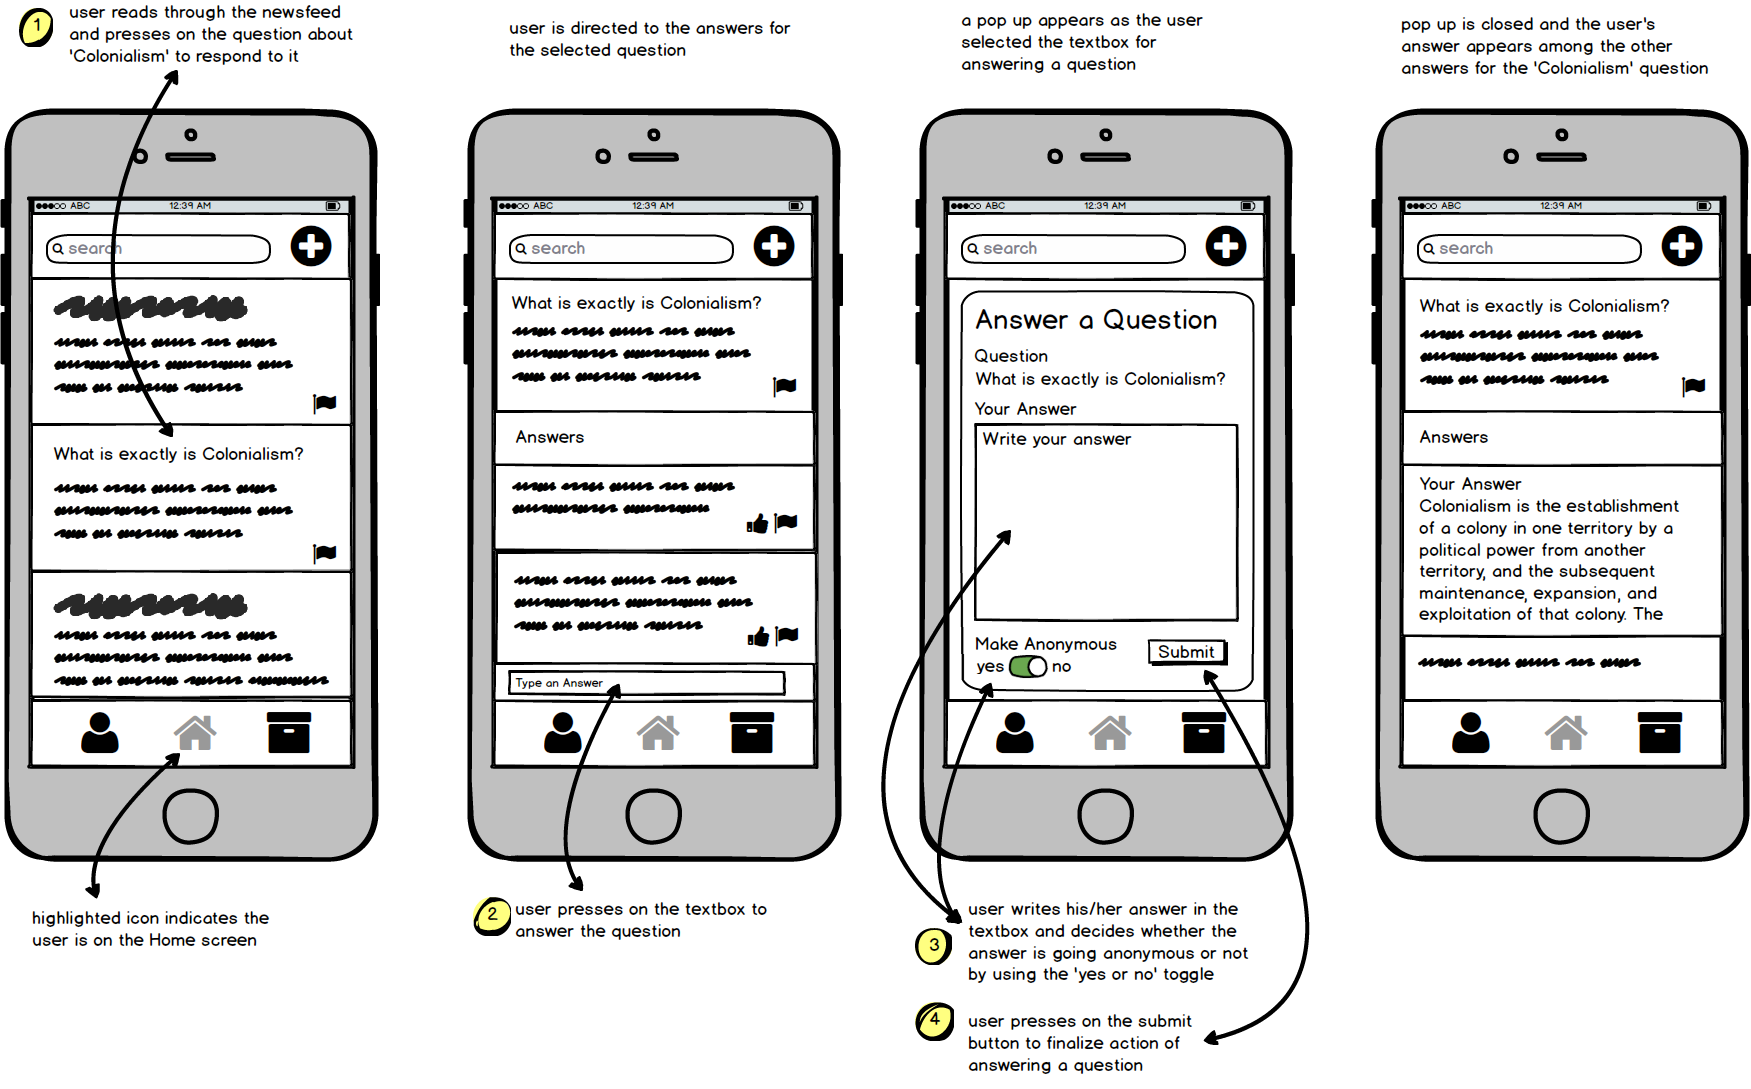 1
user reads through the newsfeed
and presses on the question about
'Colonialism' to respond to it
user is directed to the answers for
the selected question
a pop up appears as the user
selected the textbox for
answering a question
pop up is closed and the user's
answer appears among the other
answers for the 'Colonialism' question
ABC 12:39 AM
search
What is exactly is Colonialism?
highlighted icon indicates the
user is on the Home screen
ABC 12:39 AM
search
What is exactly is Colonialism?
Answers
Type an Answer
2
user presses on the textbox to
answer the question
ABC 12:39 AM
search
Answer a Question
Question
What is exactly is Colonialism?
Your Answer
Write your answer
Make Anonymous
yes no
Submit
3
user writes his/her answer in the
textbox and decides whether the
answer is going anonymous or not
by using the 'yes or no' toggle
4
user presses on the submit
button to finalize action of
answering a question
ABC 12:39 AM
search
What is exactly is Colonialism?
Answers
Your Answer
Colonialism is the establishment
of a colony in one territory by a
political power from another
territory, and the subsequent
maintenance, expansion, and
exploitation of that colony. The